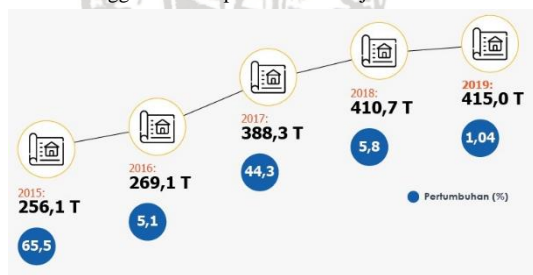 2015:
256,1 T
65,5
2016:
269,1 T
5,1
2017:
388,3 T
44,3
2018:
410,7 T
5,8
2019:
415,0 T
1,04
Pertumbuhan (%)